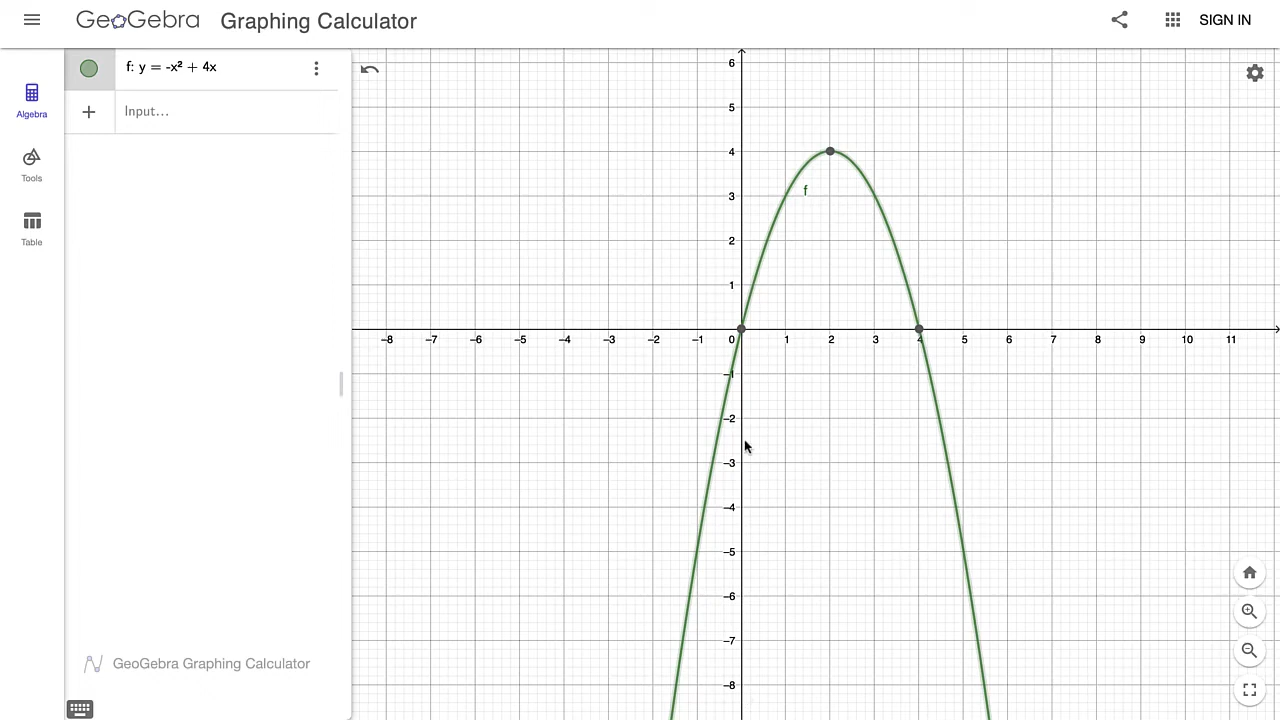 GeoGebra Graphing Calculator SIGN IN
Algebra
Tools
Table
f: y = -x² + 4x
Input...
GeoGebra Graphing Calculator
f
6
5
4
3
2
1
–8 –7 –6 –5 –4 –3 –2 –1 0 1 2 3 4 5 6 7 8 9 10 11
–1
–2
–3
–4
–5
–6
–7
–8